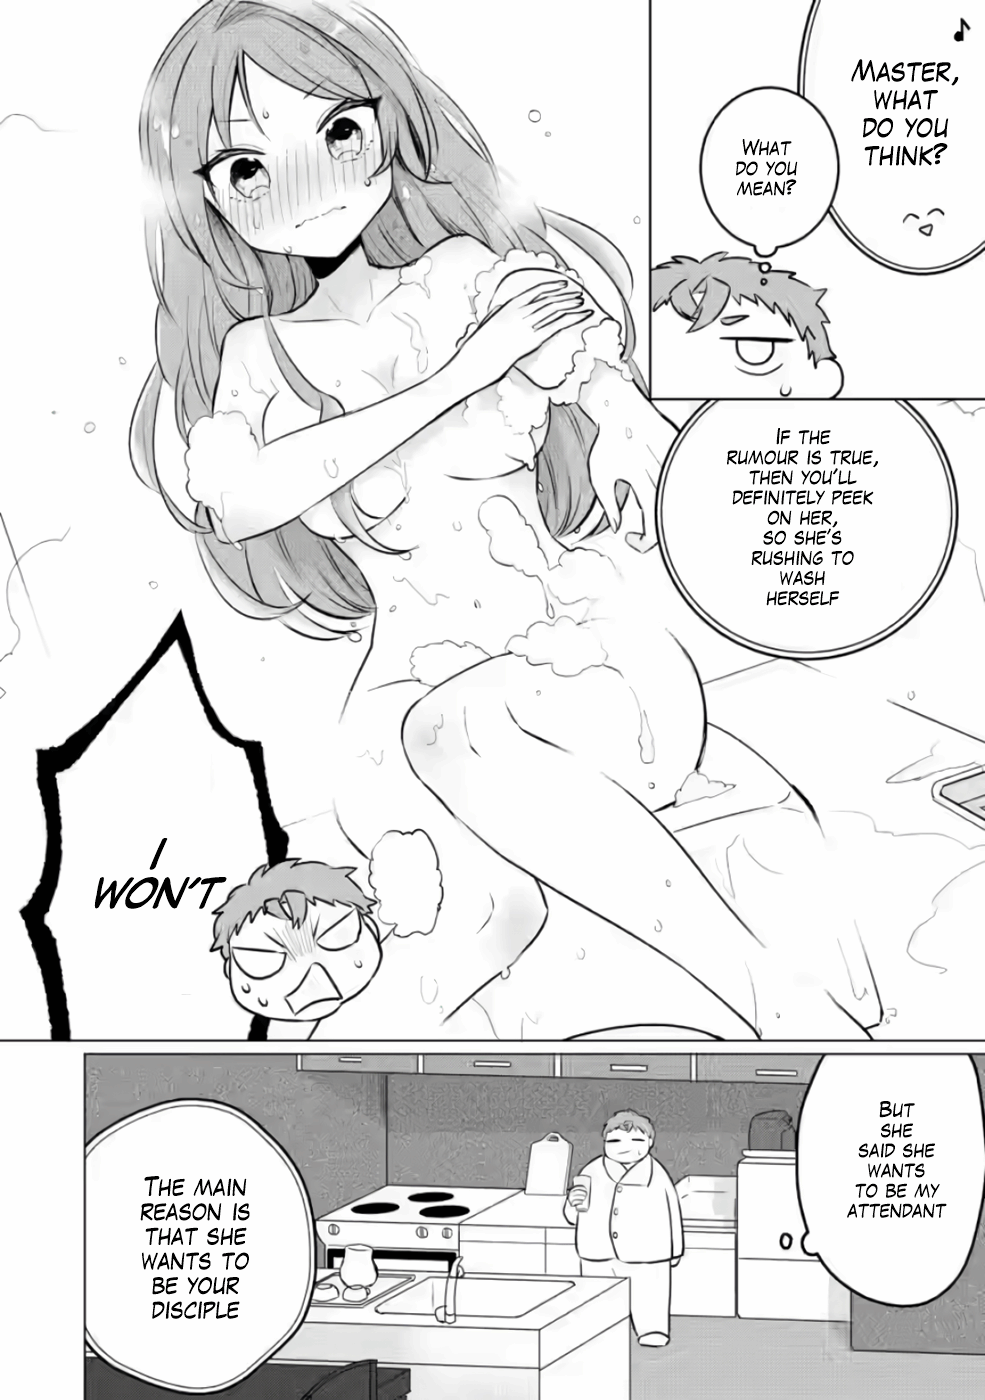 MASTER,
WHAT
DO YOU
THINK?
WHAT
DO YOU
MEAN?
IF THE
RUMOUR IS TRUE,
THEN YOU'LL
DEFINITELY PEEK
ON HER,
SO SHE'S
RUSHING TO
WASH
HERSELF
I
WON'T
BUT
SHE
SAID SHE
WANTS
TO BE MY
ATTENDANT
THE MAIN
REASON IS
THAT SHE
WANTS TO
BE YOUR
DISCIPLE